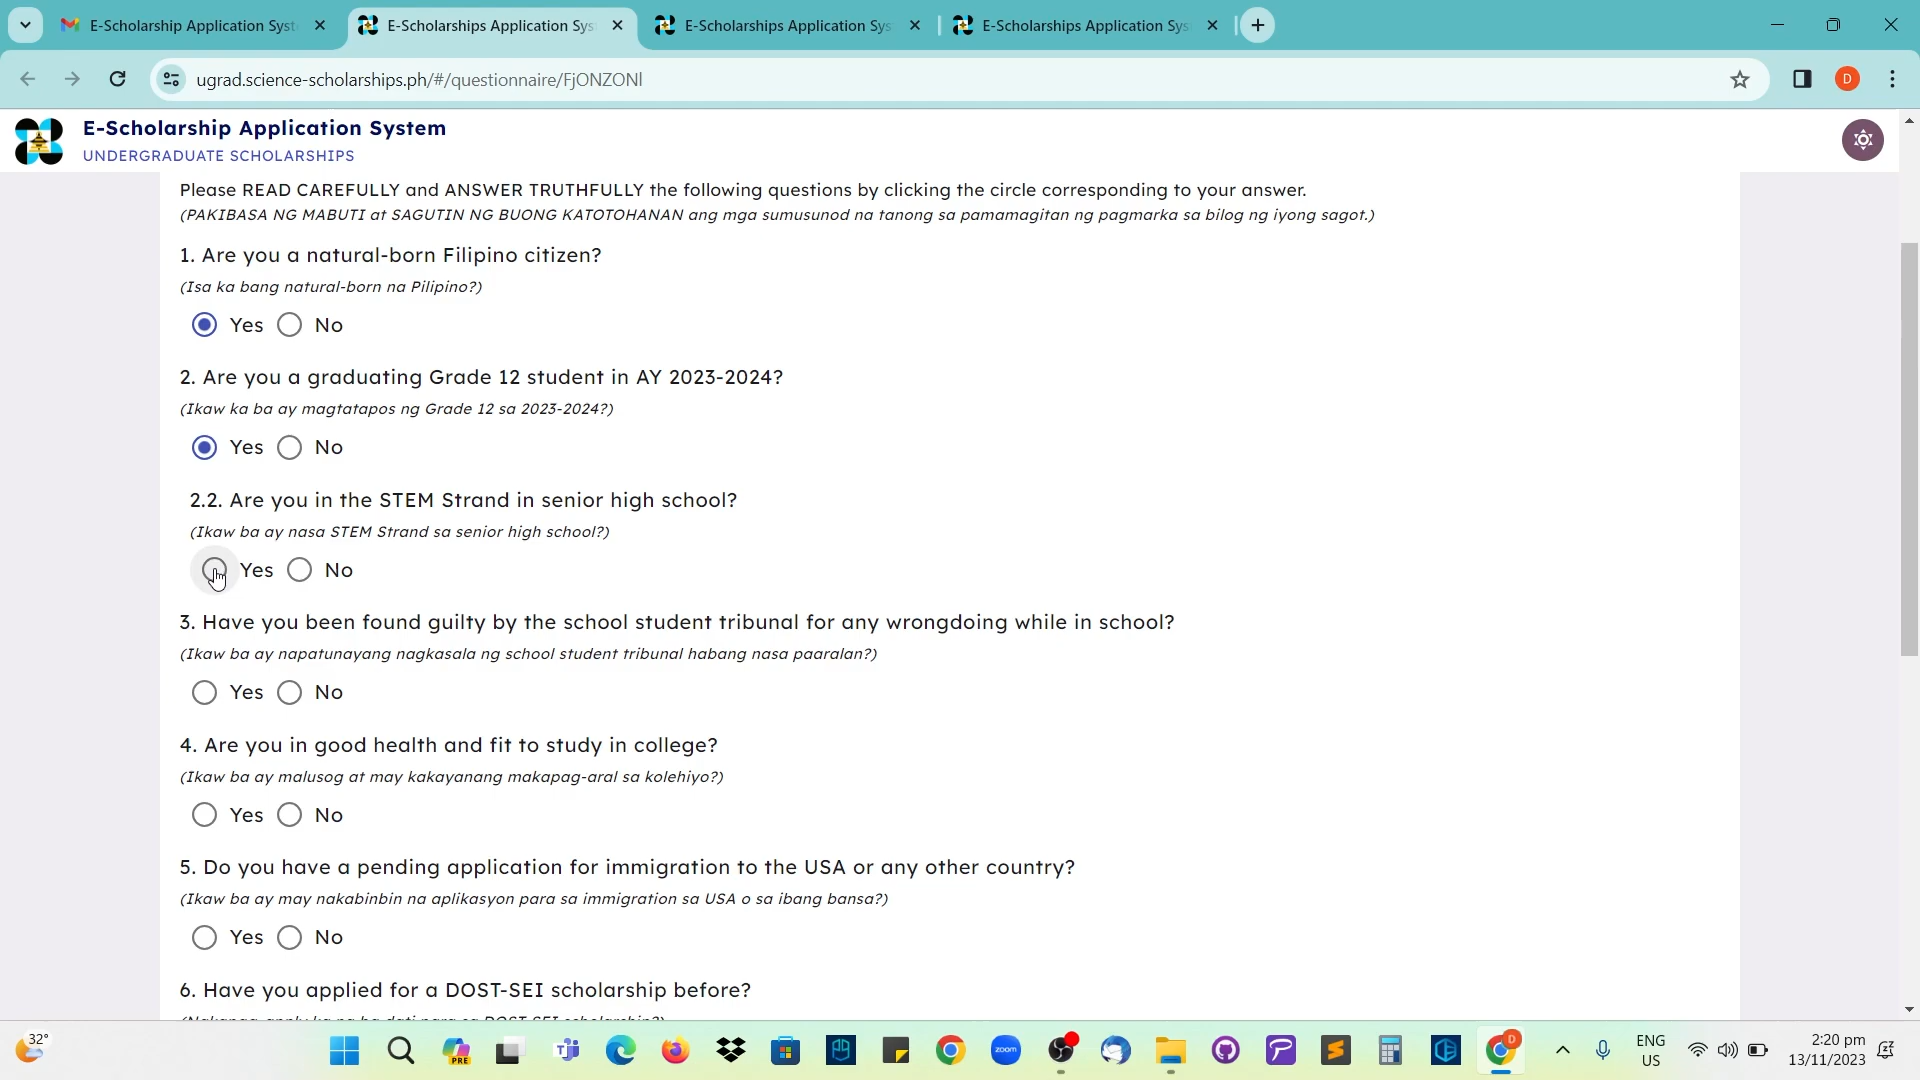 E-Scholarship Application Syst
E-Scholarships Application Sys
E-Scholarships Application Sys
E-Scholarships Application Sys
ugrad.science-scholarships.ph/#/questionnaire/FjONZONl
D
E-Scholarship Application System
UNDERGRADUATE SCHOLARSHIPS
Please READ CAREFULLY and ANSWER TRUTHFULLY the following questions by clicking the circle corresponding to your answer.
(PAKIBASA NG MABUTI at SAGUTIN NG BUONG KATOTOHANAN ang mga sumusunod na tanong sa pamamagitan ng pagmarka sa bilog ng iyong sagot.)
1. Are you a natural-born Filipino citizen?
(Isa ka bang natural-born na Pilipino?)
Yes No
2. Are you a graduating Grade 12 student in AY 2023-2024?
(Ikaw ka ba ay magtatapos ng Grade 12 sa 2023-2024?)
Yes No
2.2. Are you in the STEM Strand in senior high school?
(Ikaw ba ay nasa STEM Strand sa senior high school?)
Yes No
3. Have you been found guilty by the school student tribunal for any wrongdoing while in school?
(Ikaw ba ay napatunayang nagkasala ng school student tribunal habang nasa paaralan?)
Yes No
4. Are you in good health and fit to study in college?
(Ikaw ba ay malusog at may kakayanang makapag-aral sa kolehiyo?)
Yes No
5. Do you have a pending application for immigration to the USA or any other country?
(Ikaw ba ay may nakabinbin na aplikasyon para sa immigration sa USA o sa ibang bansa?)
Yes No
6. Have you applied for a DOST-SEI scholarship before?
32°
PRE
zoom
D
ENG
US
2:20 pm
13/11/2023